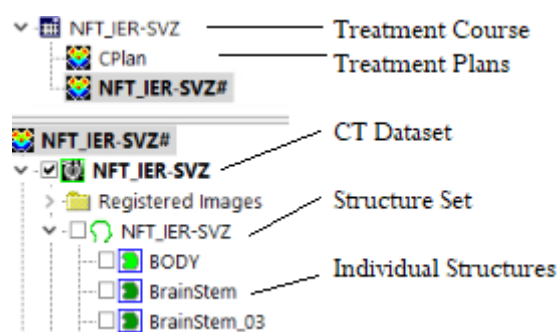 NFT_IER-SVZ Treatment Course
CPlan Treatment Plans
NFT_IER-SVZ#
NFT_IER-SVZ# CT Dataset
NFT_IER-SVZ
Registered Images Structure Set
NFT_IER-SVZ
BODY
BrainStem Individual Structures
BrainStem_03